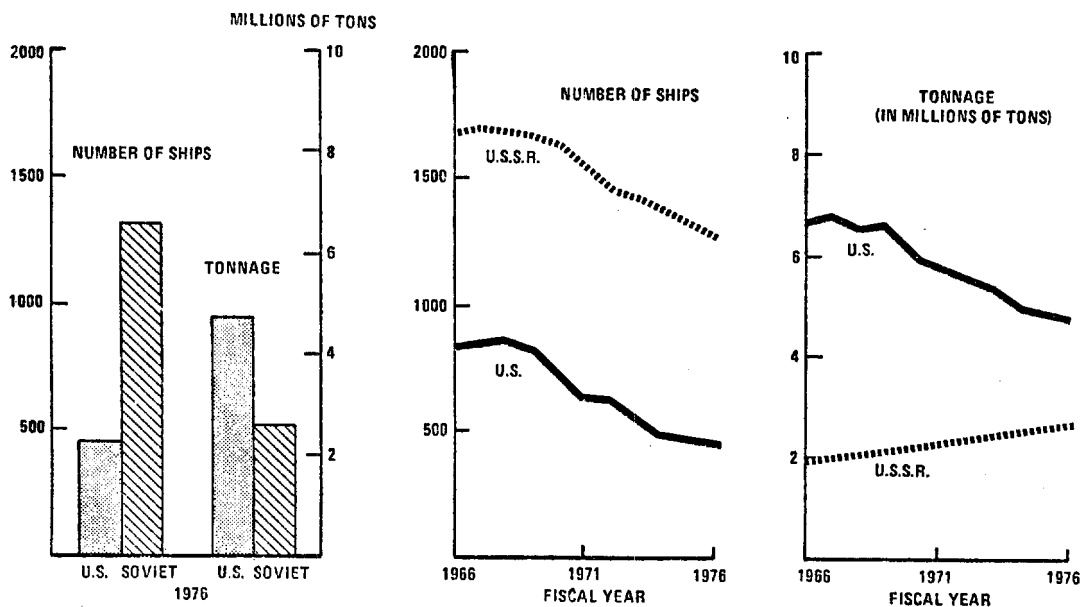 MILLIONS OF TONS
2000
1500
1000
500
10
8
6
4
2
NUMBER OF SHIPS
TONNAGE
U.S. SOVIET
U.S. SOVIET
1976
2000
1500
1000
500
NUMBER OF SHIPS
U.S.S.R.
U.S.
1966
1971
1976
FISCAL YEAR
10
8
6
4
2
TONNAGE
(IN MILLIONS OF TONS)
U.S.
U.S.S.R.
1966
1971
1976
FISCAL YEAR